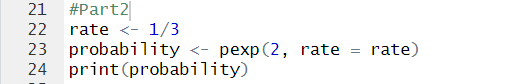 21 #Part2
22 rate <- 1/3
23 probability <- pexp(2, rate = rate)
24 print(probability)